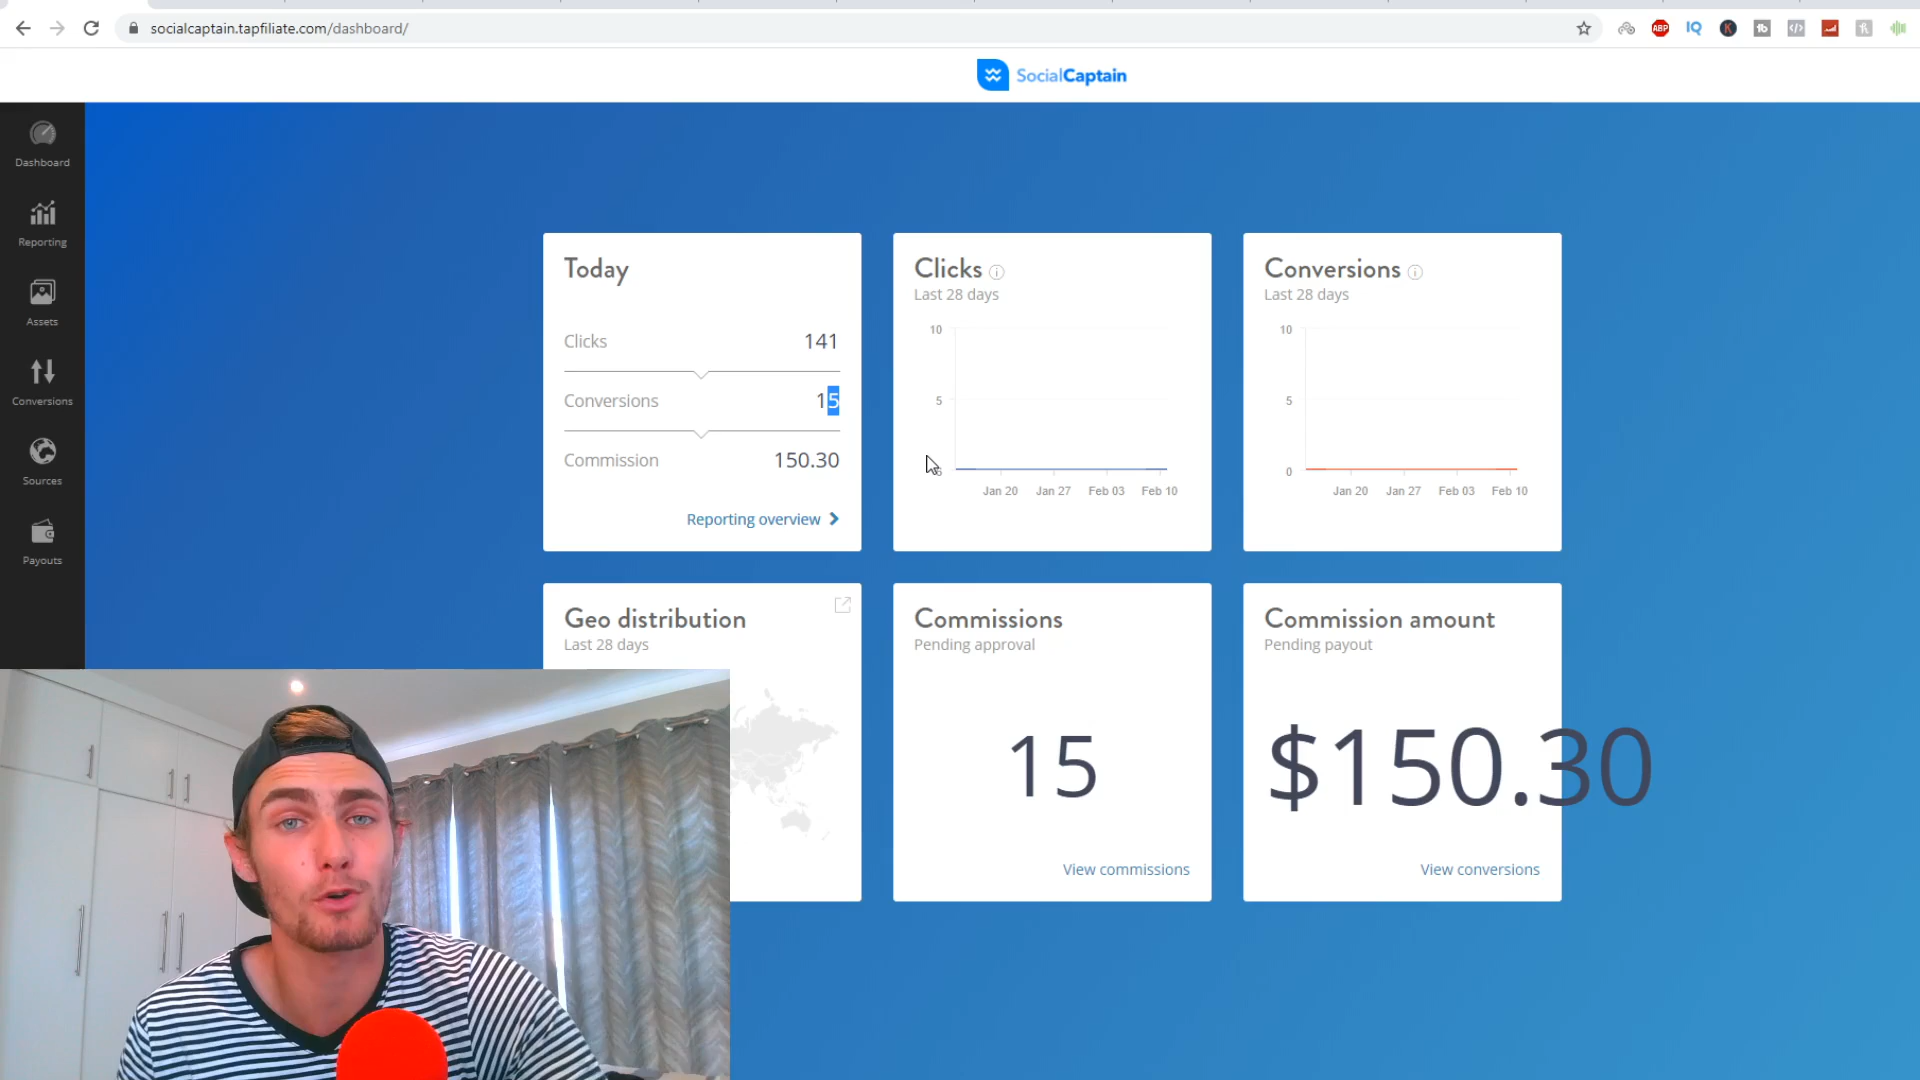 socialcaptain.tapfiliate.com/dashboard/
ABP
IQ
K
SocialCaptain
Dashboard
Reporting
Assets
Conversions
Sources
Payouts
Today
Clicks 141
Conversions 15
Commission 150.30
Reporting overview
Clicks
Last 28 days
10
5
Jan 20 Jan 27 Feb 03 Feb 10
Conversions
Last 28 days
10
5
0
Jan 20 Jan 27 Feb 03 Feb 10
Geo distribution
Last 28 days
Commissions
Pending approval
15
View commissions
Commission amount
Pending payout
$150.30
View conversions